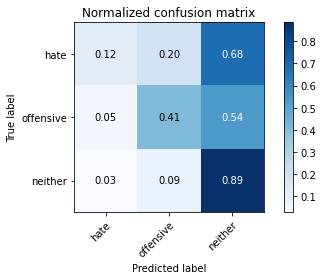 Normalized confusion matrix
True label
hate 0.12 0.20 0.68
offensive 0.05 0.41 0.54
neither 0.03 0.09 0.89
hate offensive neither
Predicted label
0.8
0.7
0.6
0.5
0.4
0.3
0.2
0.1